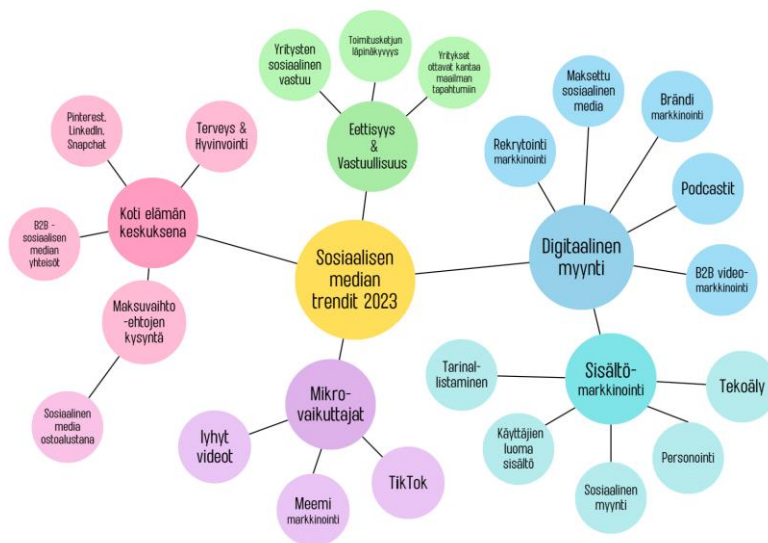 Sosiaalisen
median
trendit 2023
Eettisyys
&
Vastuullisuus
Yritysten
sosiaalinen
vastuu
Toimitusketjun
läpinäkyvyys
Yritykset
ottavat kantaa
maailman
tapahtumiin
Digitaalinen
myynti
Rekrytointi
markkinointi
Maksettu
sosiaalinen
media
Brändi
markkinointi
Podcastit
B2B video-
markkinointi
Sisältö-
markkinointi
Tarinal-
listaminen
Käyttäjien
luoma
sisältö
Sosiaalinen
myynti
Personointi
Tekoäly
Mikro-
vaikuttajat
lyhyt
videot
Meemi
markkinointi
TikTok
Koti elämän
keskuksena
Pinterest,
LinkedIn,
Snapchat
Terveys &
Hyvinvointi
B2B -
sosiaalisen
median
yhteisöt
Maksuvaihto
-ehtojen
kysyntä
Sosiaalinen
media
ostoalustana